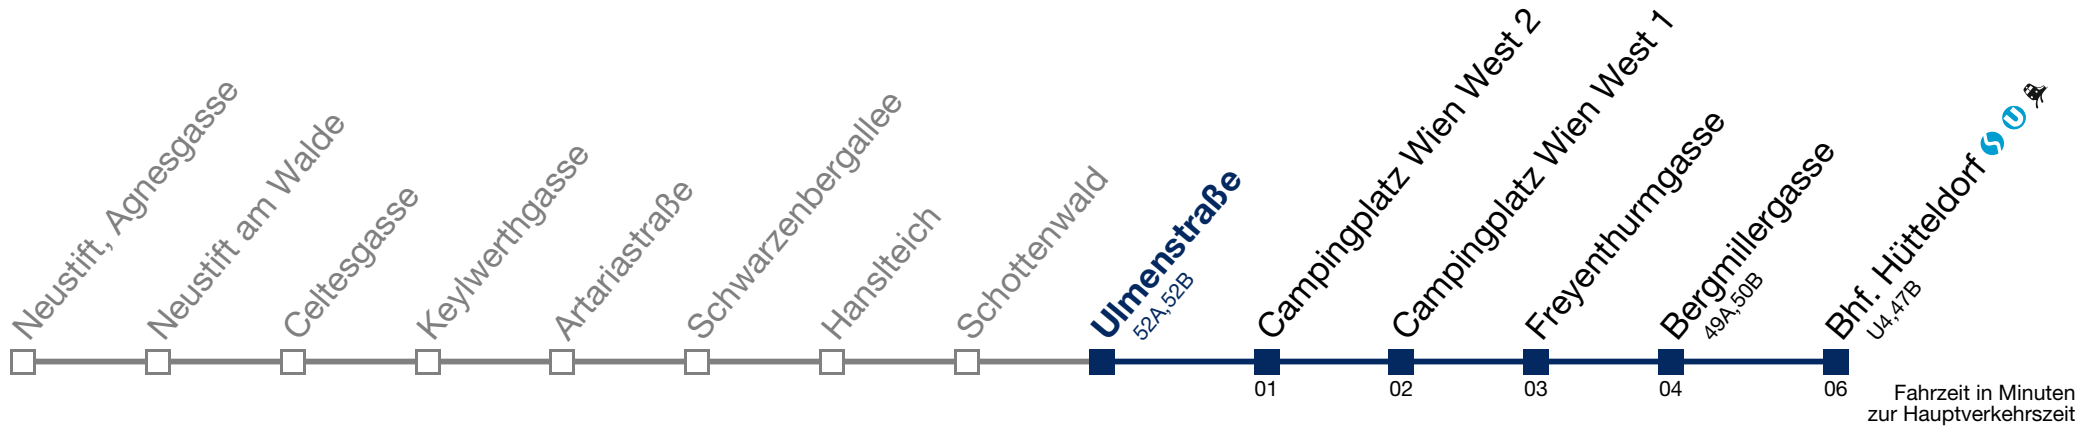 Neustift, Agnesgasse
Neustift am Walde
Celtesgasse
Keylwerthgasse
Artariastraße
Schwarzenbergallee
Hanslteich
Schottenwald
Ulmenstraße
52A,52B
Campingplatz Wien West 2
Campingplatz Wien West 1
Freyenthurmgasse
Bergmillergasse
49A,50B
Bhf. Hütteldorf S U
U4,47B
01
02
03
04
06
Fahrzeit in Minuten
zur Hauptverkehrszeit